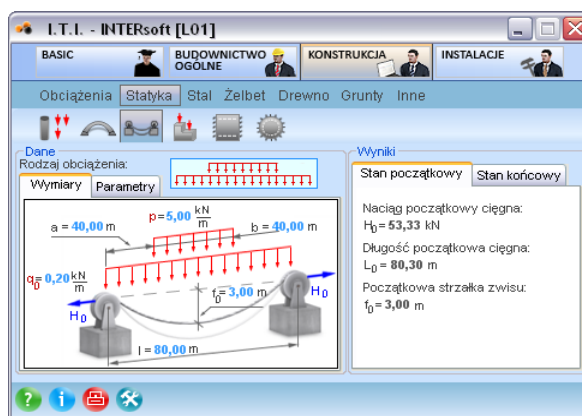 I.T.I. - INTERsoft [L01]
BASIC
BUDOWNICTWO
OGÓLNE
KONSTRUKCJA
INSTALACJE
Obciążenia Statyka Stal Żelbet Drewno Grunty Inne
Dane
Rodzaj obciążenia:
Wymiary Parametry
p=5,00 kN/m
a = 40,00 m
b = 40,00 m
q₀=0,20 kN/m
f₀=3,00 m
H₀
H₀
l = 80,00 m
Wyniki
Stan początkowy Stan końcowy
Naciąg początkowy cięgna:
H₀= 53,33 kN
Długość początkowa cięgna:
L₀ = 80,30 m
Początkowa strzałka zwisu:
f₀ = 3,00 m